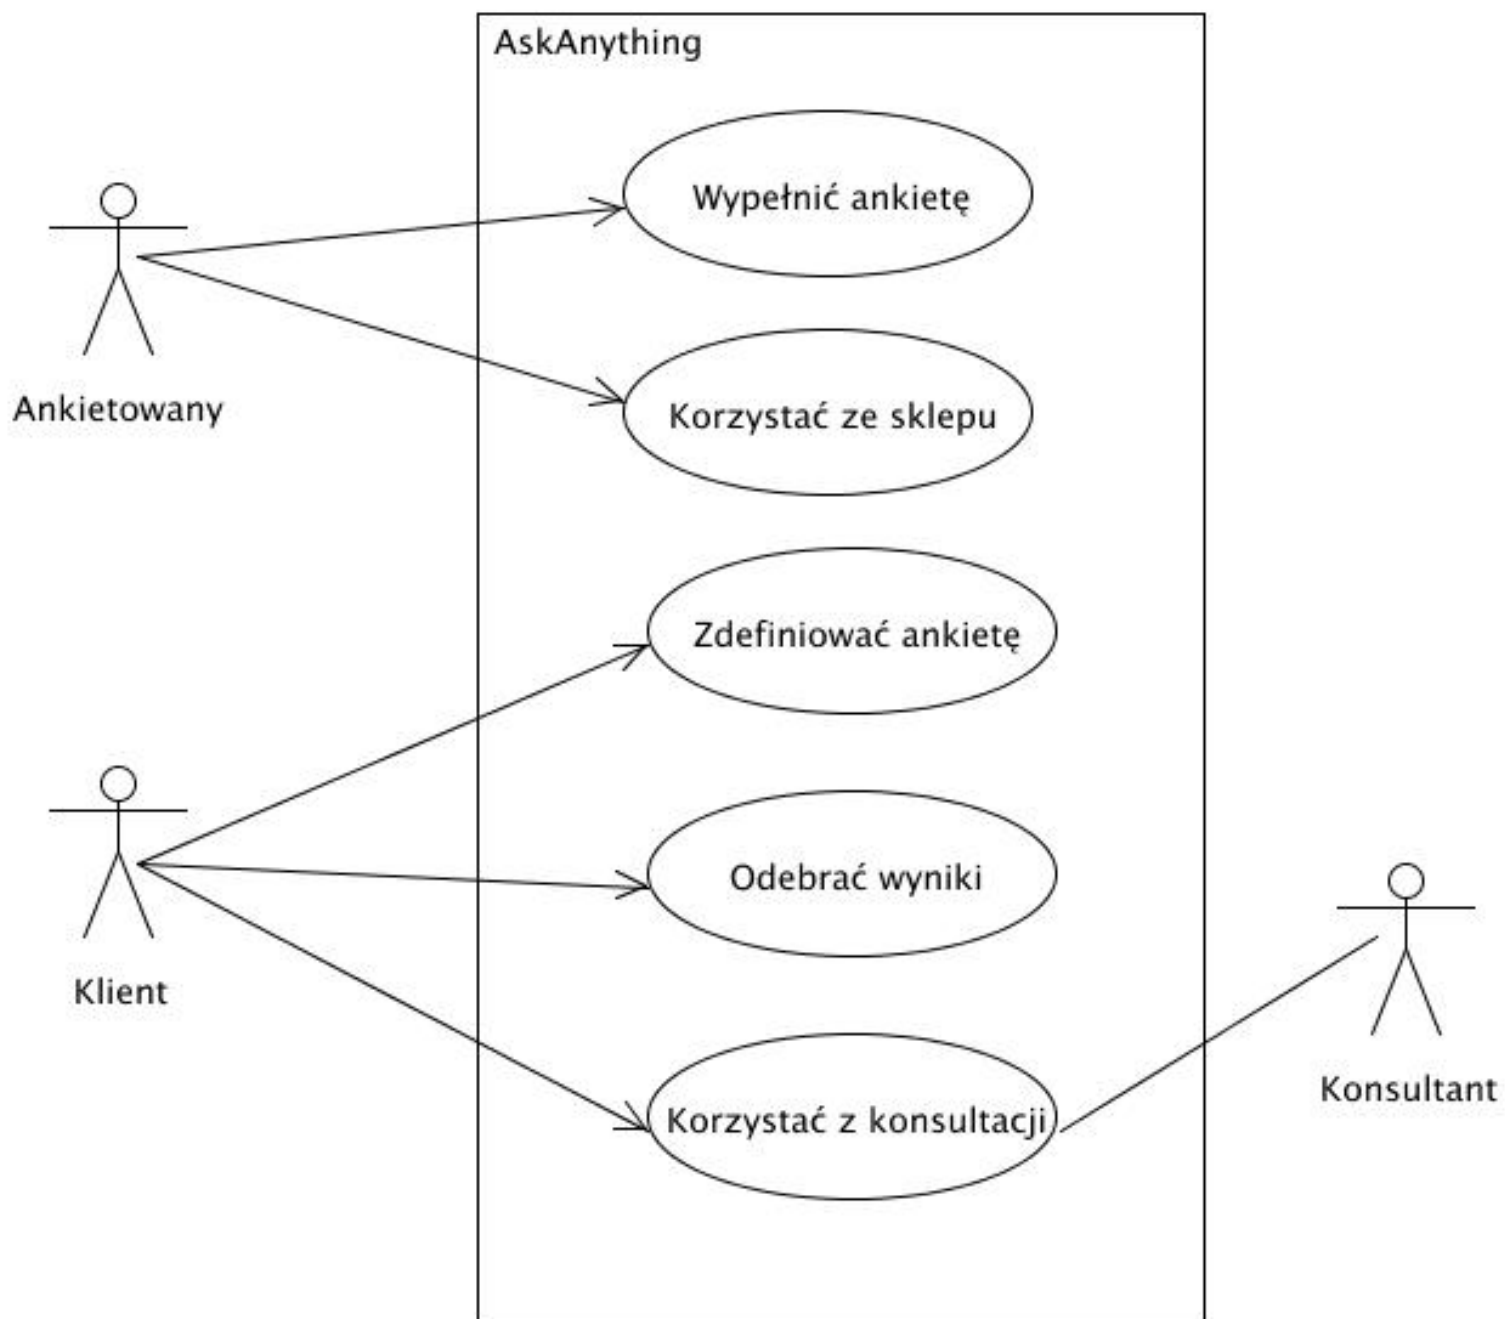 AskAnything
Wypełnić ankietę
Ankietowany
Korzystać ze sklepu
Zdefiniować ankietę
Odebrać wyniki
Klient
Konsultant
Korzystać z konsultacji